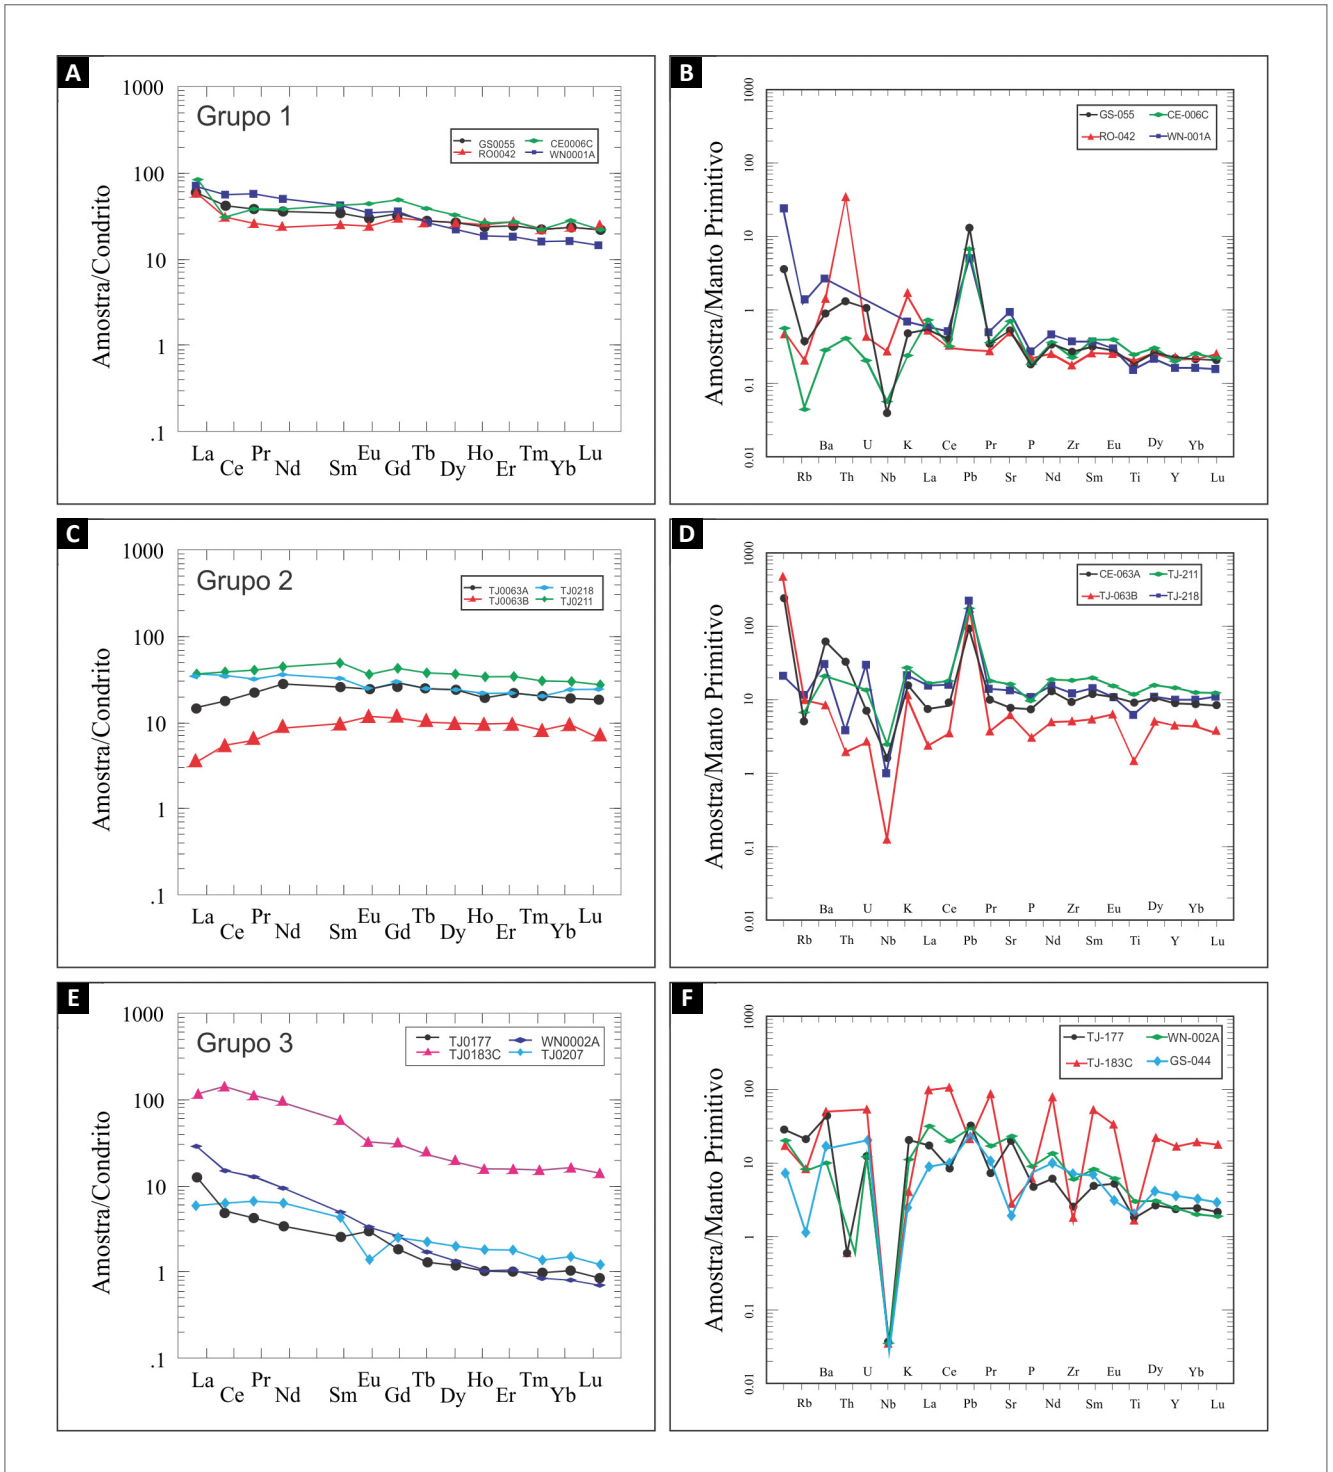 A
Grupo 1
Amostra/Condrito
1000
100
10
1
.1
GS0055 CE0006C
RO0042 WN0001A
La Ce Pr Nd Sm Eu Gd Tb Dy Ho Er Tm Yb Lu
B
Amostra/Manto Primitivo
1000
100
10
1
0.1
0.01
GS-055 CE-006C
RO-042 WN-001A
Ba U K Ce Pr P Zr Eu Dy Yb
Rb Th Nb La Pb Sr Nd Sm Ti Y Lu
C
Grupo 2
Amostra/Condrito
1000
100
10
1
.1
TJ0063A TJ0218
TJ0063B TJ0211
La Ce Pr Nd Sm Eu Gd Tb Dy Ho Er Tm Yb Lu
D
Amostra/Manto Primitivo
1000
100
10
1
0.1
0.01
CE-063A TJ-211
TJ-063B TJ-218
Ba U K Ce Pr P Zr Eu Dy Yb
Rb Th Nb La Pb Sr Nd Sm Ti Y Lu
E
Grupo 3
Amostra/Condrito
1000
100
10
1
.1
TJ0177 WN0002A
TJ0183C TJ0207
La Ce Pr Nd Sm Eu Gd Tb Dy Ho Er Tm Yb Lu
F
Amostra/Manto Primitivo
1000
100
10
1
0.1
0.01
TJ-177 WN-002A
TJ-183C GS-044
Ba U K Ce Pr P Zr Eu Dy Yb
Rb Th Nb La Pb Sr Nd Sm Ti Y Lu